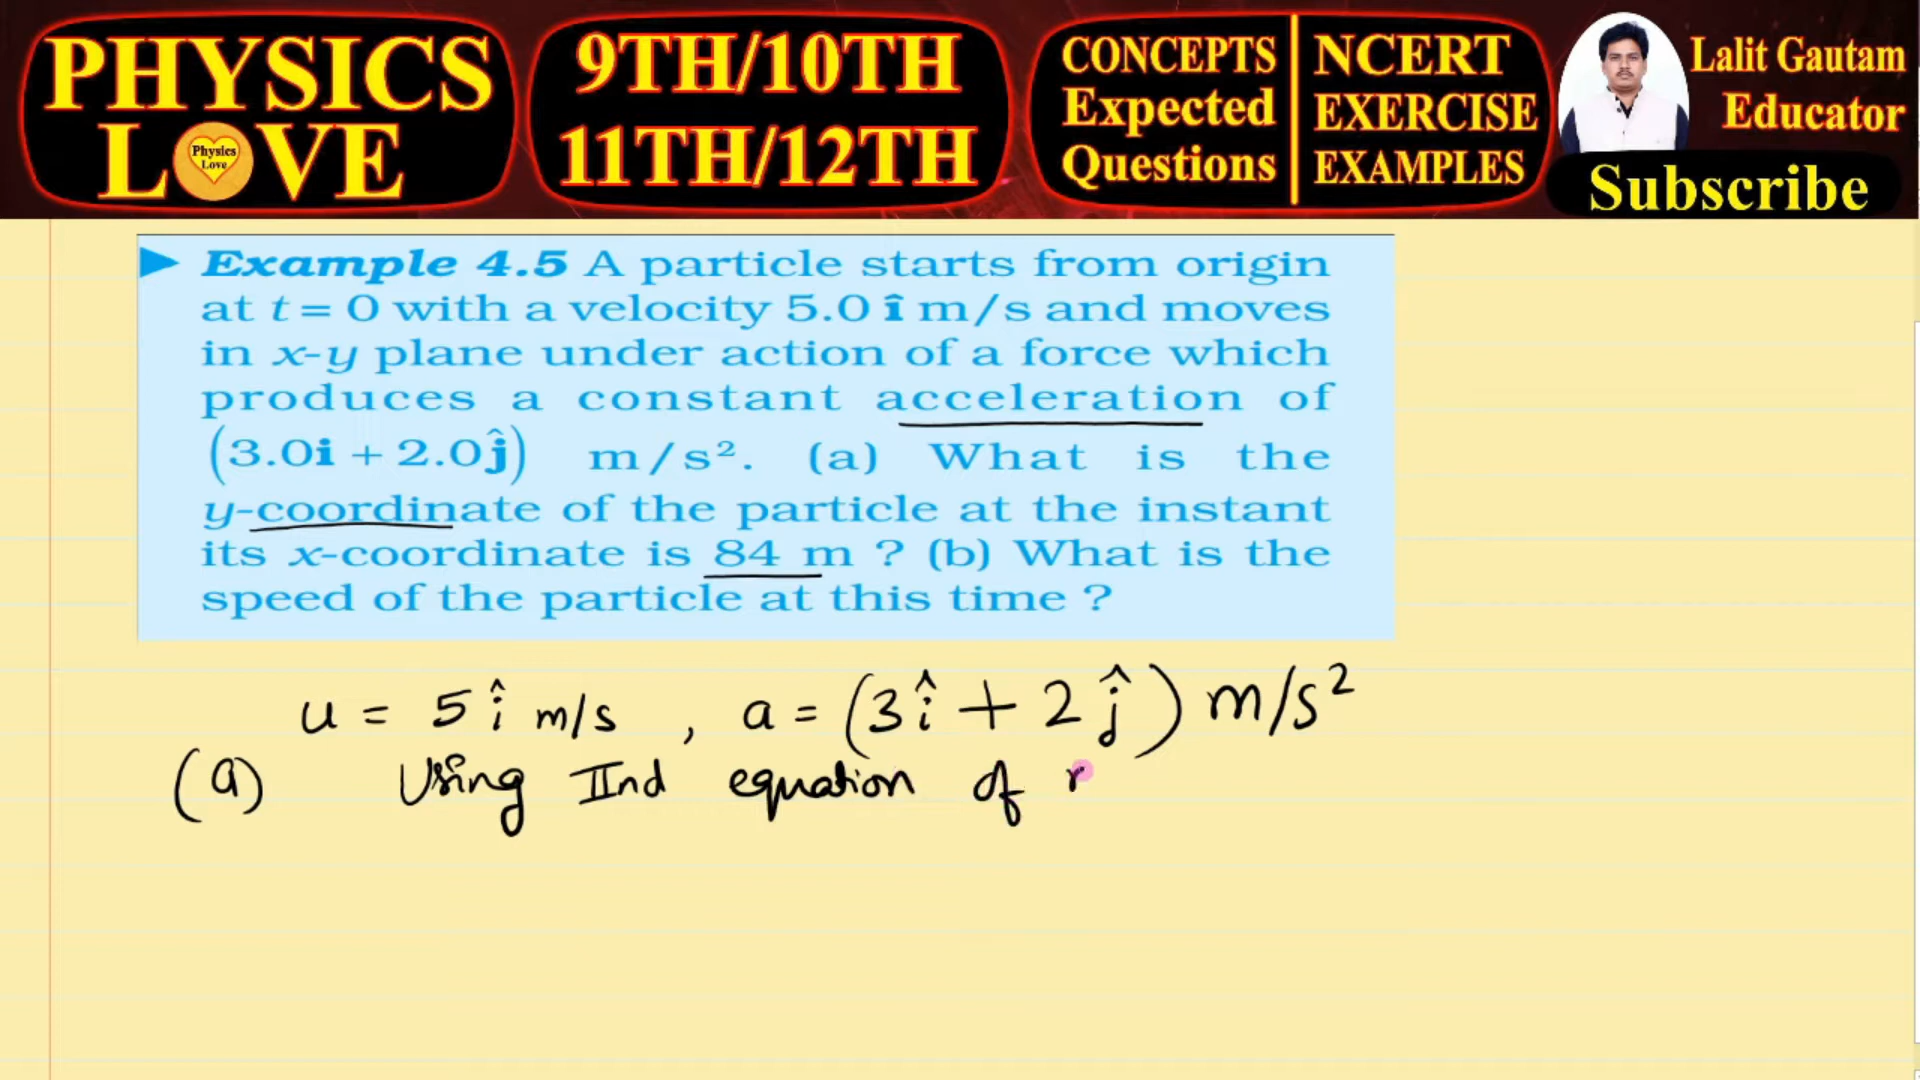 PHYSICS
LOVE
Physics
Love
9TH/10TH
11TH/12TH
CONCEPTS
Expected
Questions
NCERT
EXERCISE
EXAMPLES
Lalit Gautam
Educator
Subscribe
Example 4.5 A particle starts from origin
at t = 0 with a velocity 5.0 î m/s and moves
in x-y plane under action of a force which
produces a constant acceleration of
(3.0i + 2.0ĵ) m/s². (a) What is the
y-coordinate of the particle at the instant
its x-coordinate is 84 m ? (b) What is the
speed of the particle at this time ?
u = 5 î m/s , a = (3î + 2ĵ) m/s²
(a) Using IInd equation of